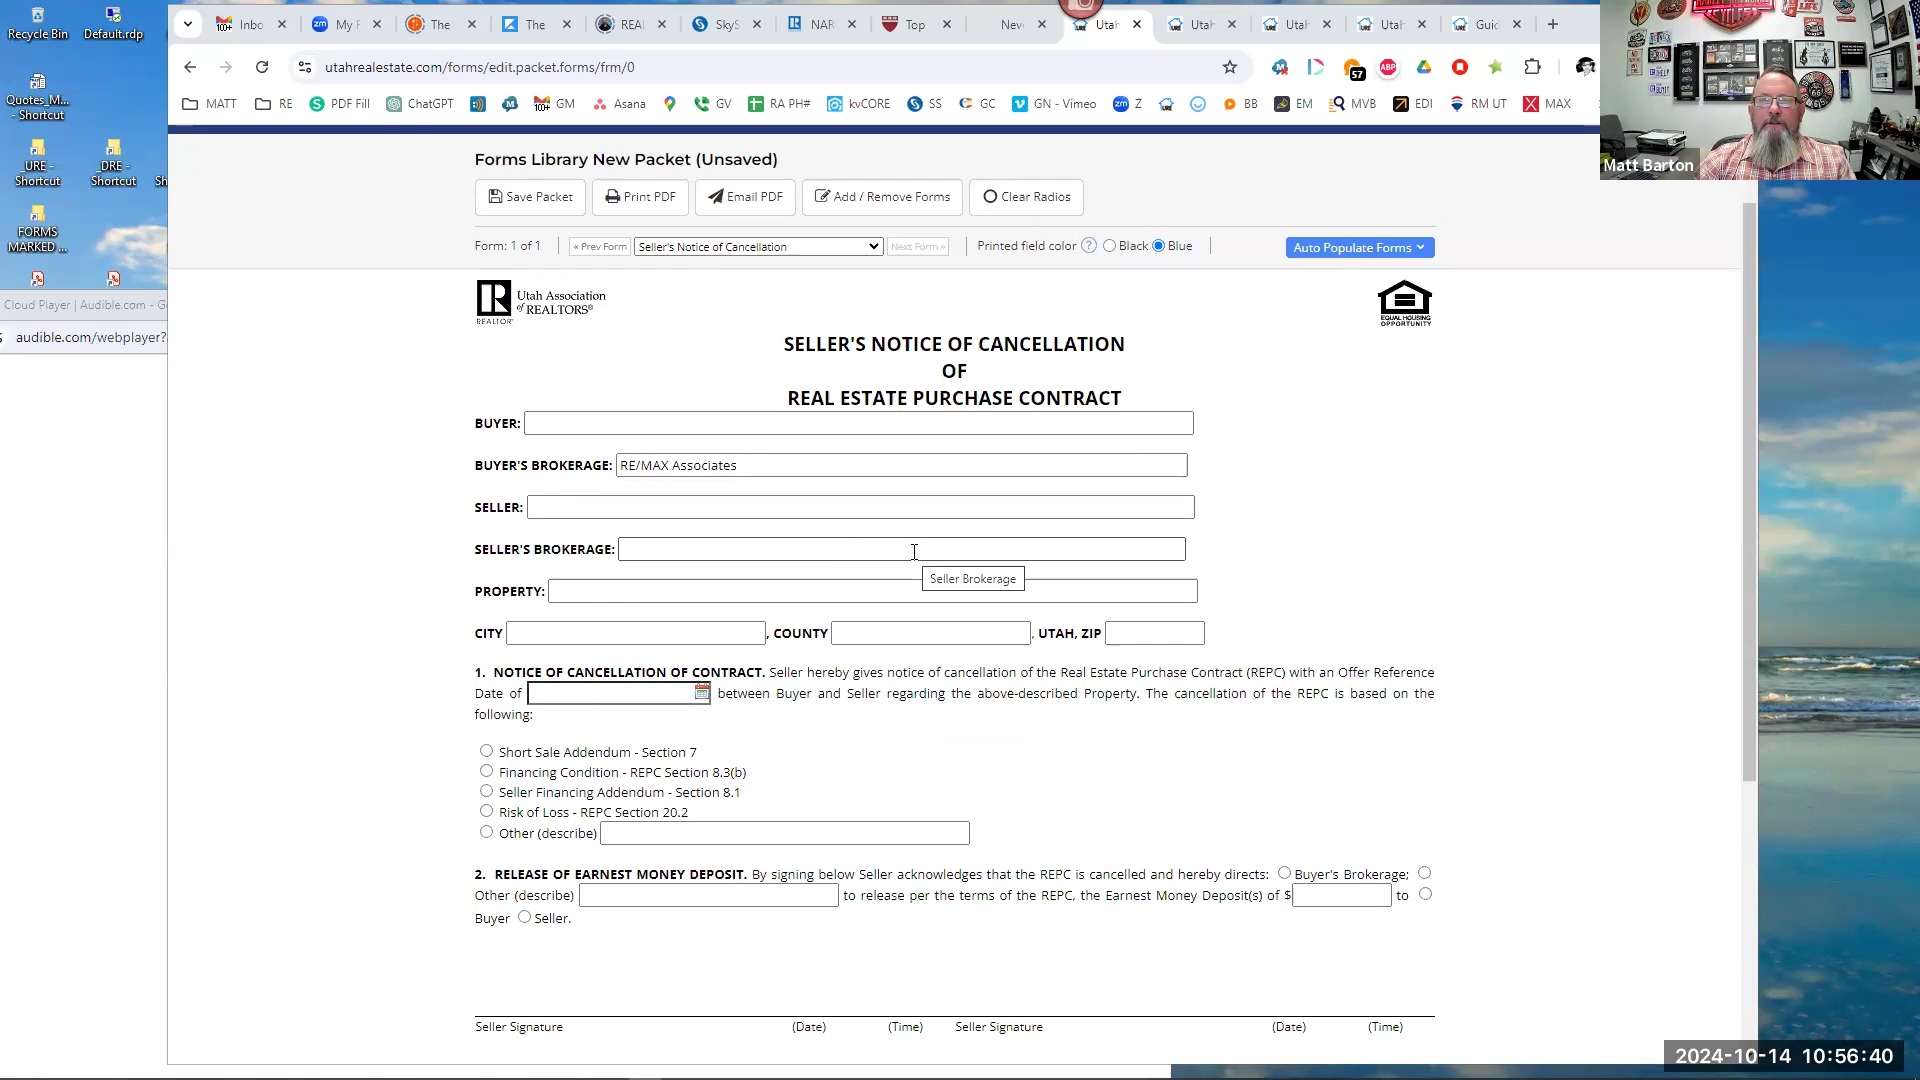 Recycle Bin
Default.rdp
Quotes_M...
- Shortcut
_URE -
Shortcut
_DRE -
Shortcut
Sh
FORMS
MARKED ...
Cloud Player | Audible.com - G
audible.com/webplayer?
Inbo
My F
The
The
REAL
SkyS
NAR
Top
Nev
Utah
Utah
Utah
Utah
Guid
utahrealestate.com/forms/edit.packet.forms/frm/0
57
ABP
MATT
RE
PDF Fill
ChatGPT
100+ GM
Asana
GV
RA PH#
kvCORE
SS
GC
GN - Vimeo
Z
BB
EM
MVB
EDI
RM UT
MAX
Matt Barton
Forms Library New Packet (Unsaved)
Save Packet
Print PDF
Email PDF
Add / Remove Forms
Clear Radios
Form: 1 of 1
« Prev Form
Seller's Notice of Cancellation
Next Form »
Printed field color ? Black Blue
Auto Populate Forms
Utah Association
of REALTORS®
REALTOR®
EQUAL HOUSING
OPPORTUNITY
SELLER'S NOTICE OF CANCELLATION
OF
REAL ESTATE PURCHASE CONTRACT
BUYER:
BUYER'S BROKERAGE: RE/MAX Associates
SELLER:
SELLER'S BROKERAGE:
Seller Brokerage
PROPERTY:
CITY , COUNTY , UTAH, ZIP
1. NOTICE OF CANCELLATION OF CONTRACT. Seller hereby gives notice of cancellation of the Real Estate Purchase Contract (REPC) with an Offer Reference
Date of between Buyer and Seller regarding the above-described Property. The cancellation of the REPC is based on the
following:
Short Sale Addendum - Section 7
Financing Condition - REPC Section 8.3(b)
Seller Financing Addendum - Section 8.1
Risk of Loss - REPC Section 20.2
Other (describe)
2. RELEASE OF EARNEST MONEY DEPOSIT. By signing below Seller acknowledges that the REPC is cancelled and hereby directs: Buyer's Brokerage;
Other (describe) to release per the terms of the REPC, the Earnest Money Deposit(s) of $ to
Buyer Seller.
Seller Signature (Date) (Time) Seller Signature (Date) (Time)
2024-10-14 10:56:40